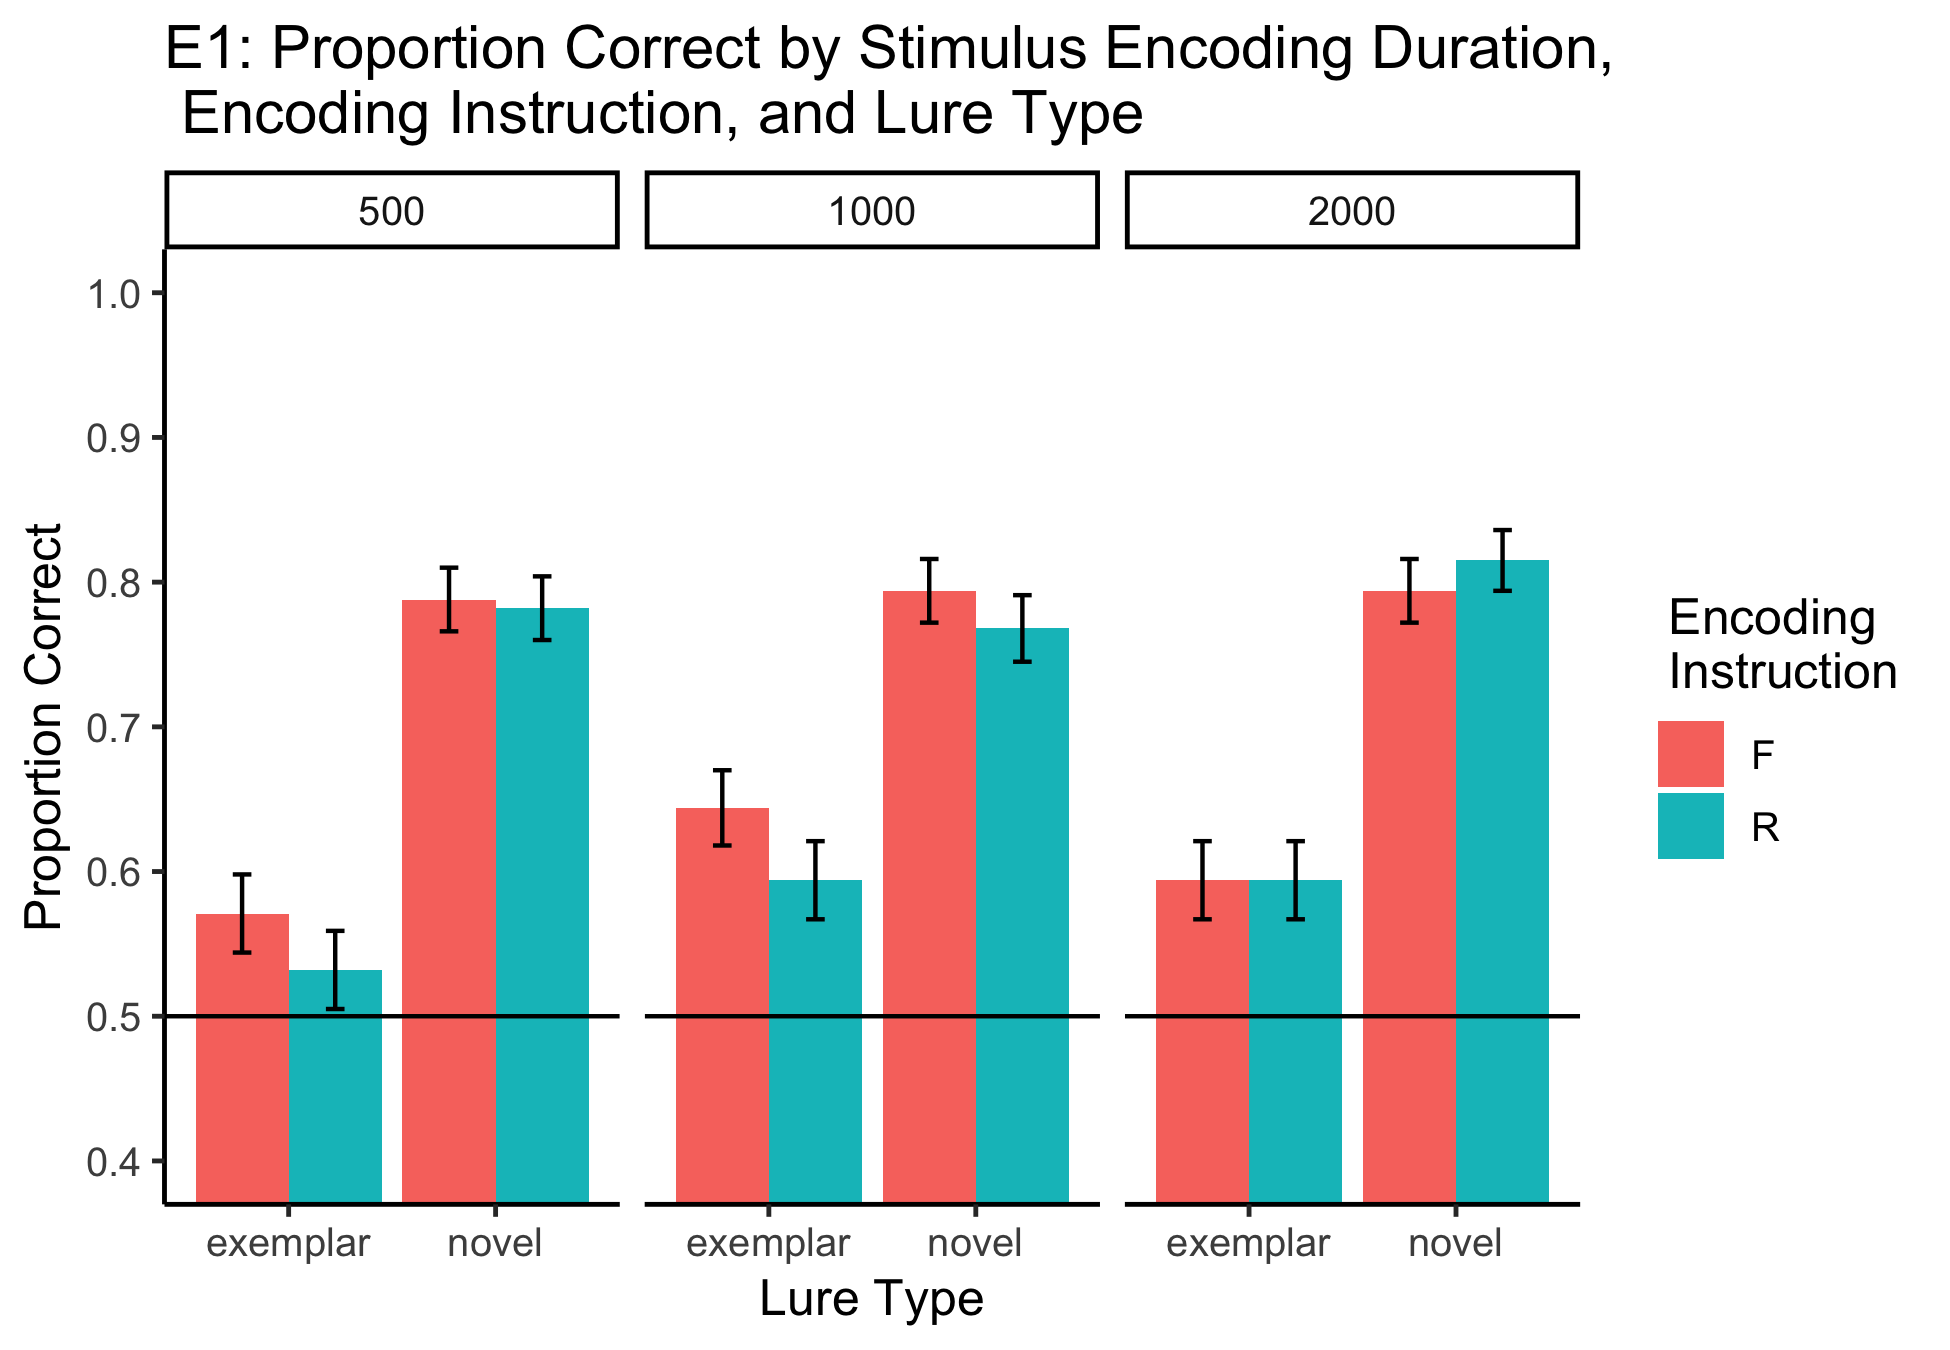 E1: Proportion Correct by Stimulus Encoding Duration,
Encoding Instruction, and Lure Type
500
1000
2000
1.0
0.9
0.8
0.7
0.6
0.5
0.4
Proportion Correct
exemplar
novel
exemplar
novel
exemplar
novel
Lure Type
Encoding
Instruction
F
R